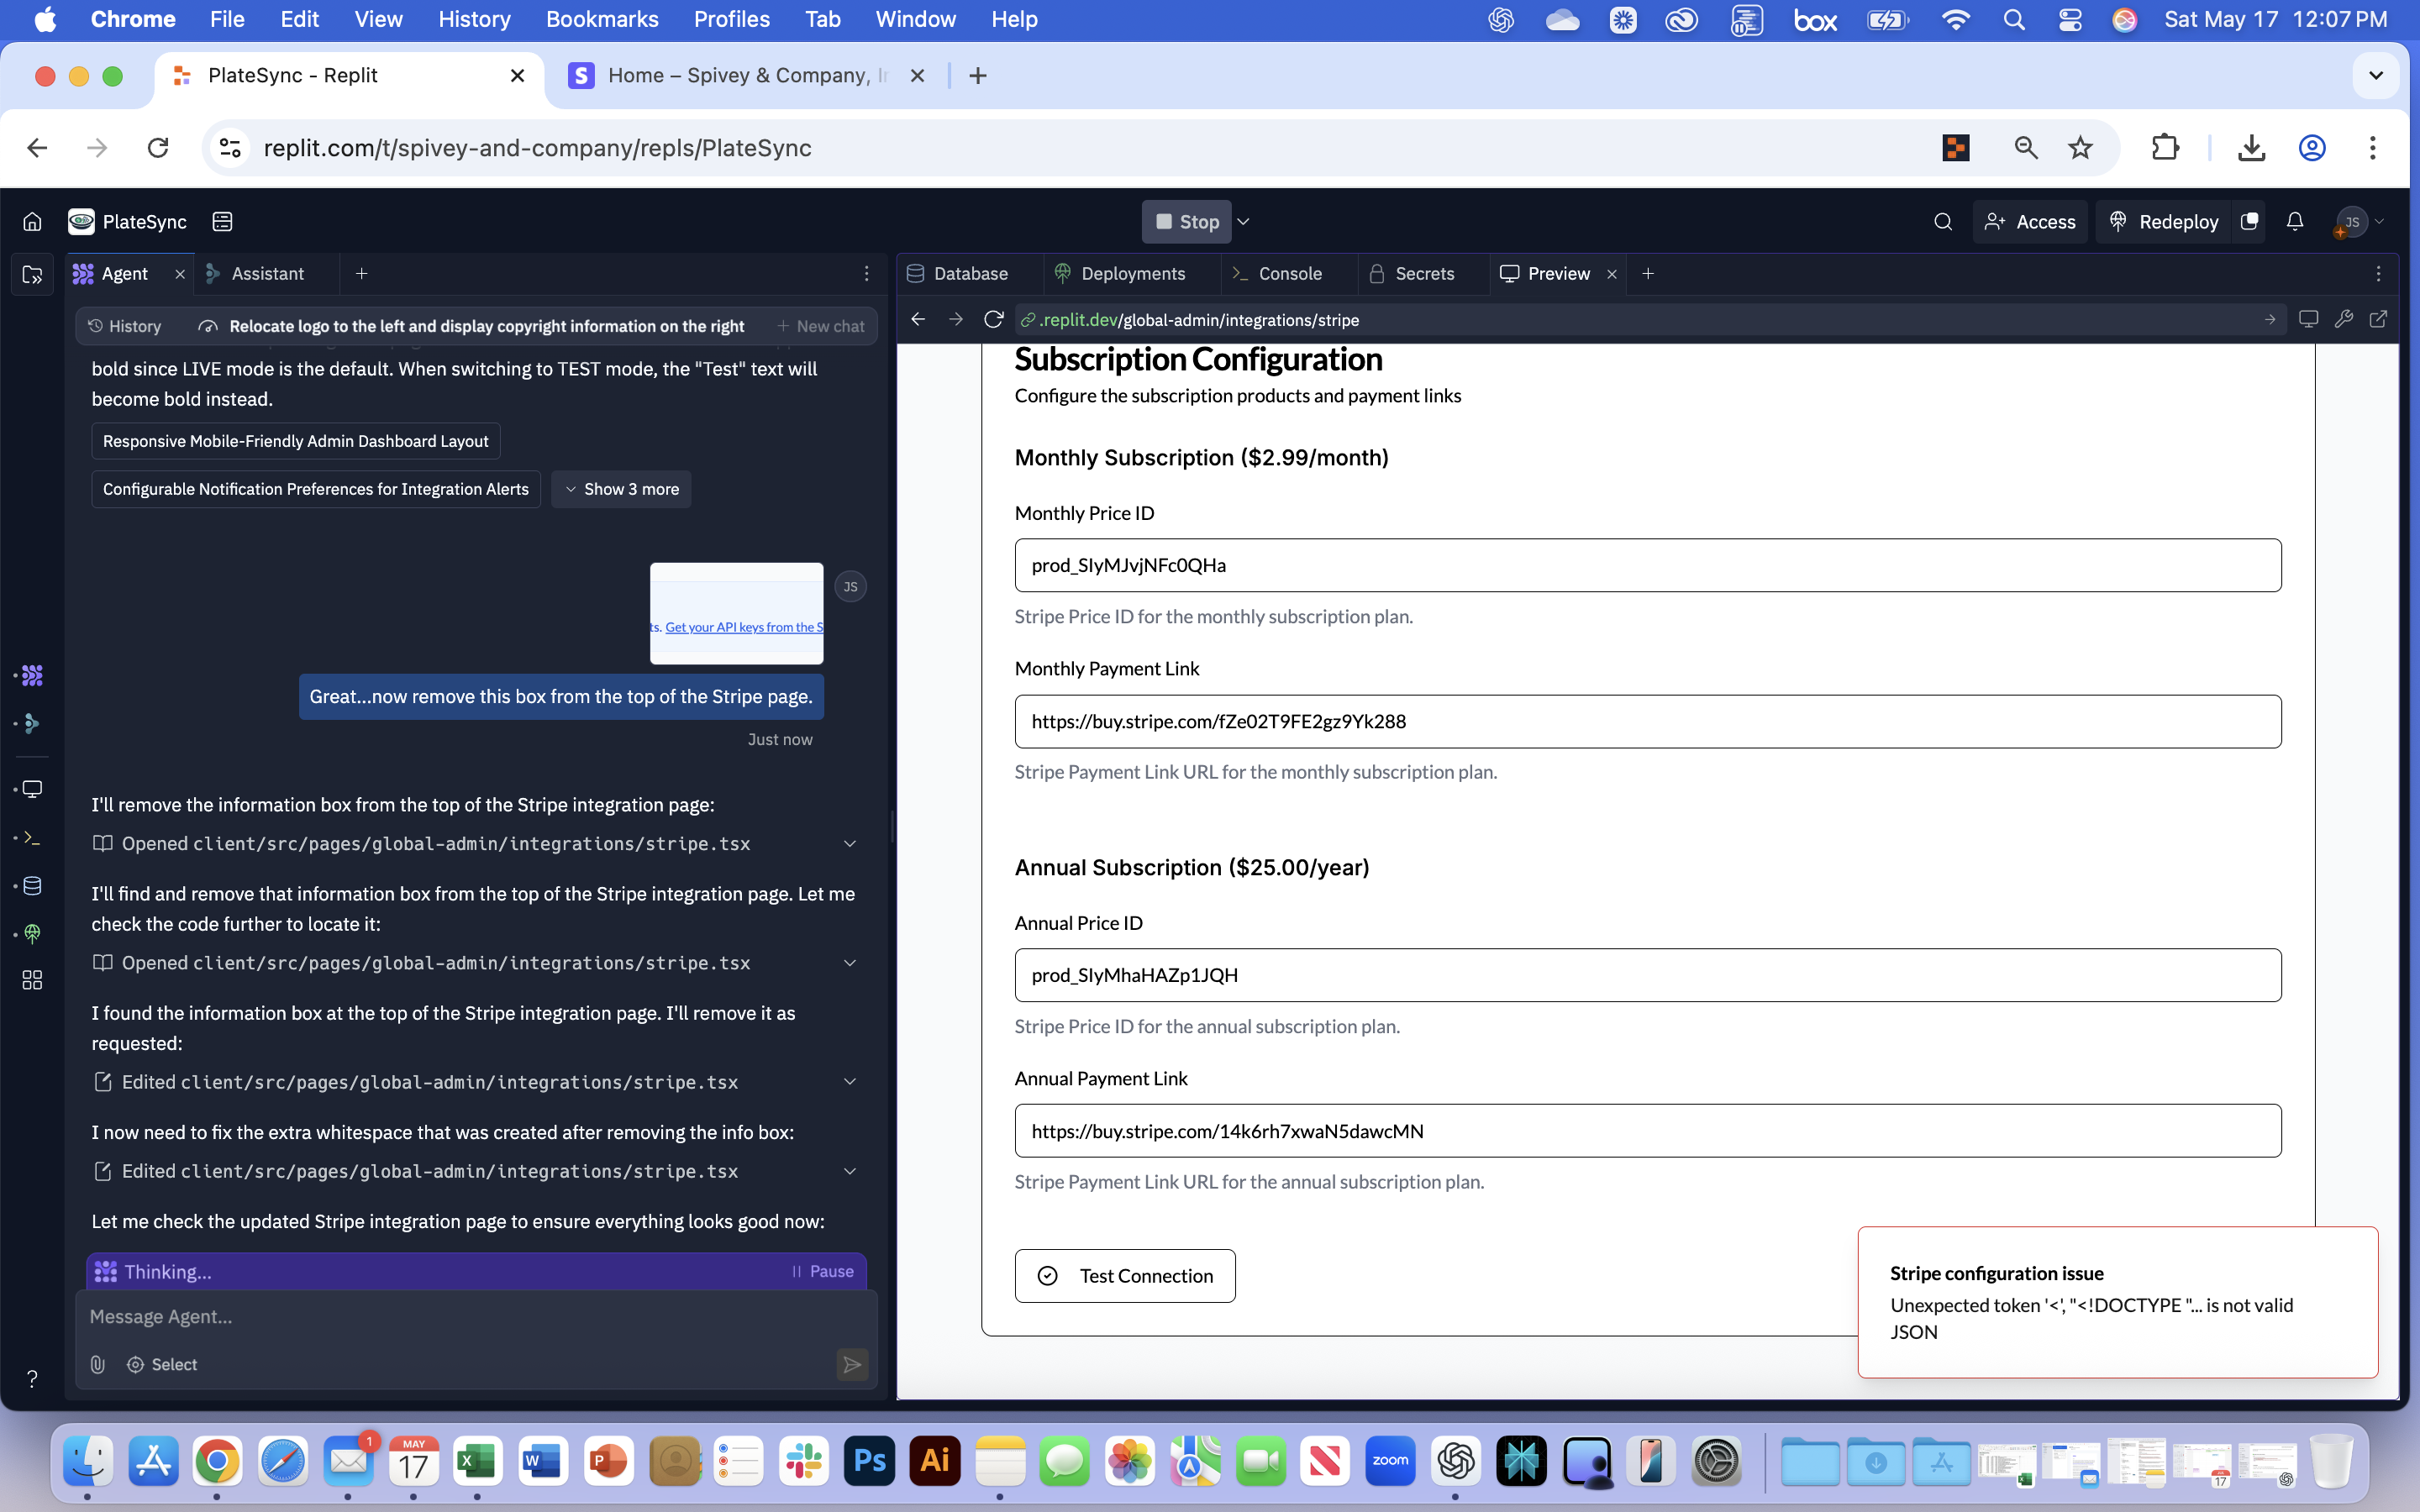 Chrome File Edit View History Bookmarks Profiles Tab Window Help
box
Sat May 17 12:07 PM
PlateSync - Replit
Home – Spivey & Company, In
replit.com/t/spivey-and-company/repls/PlateSync
PlateSync
Stop
Access
Redeploy
JS
Agent
Assistant
History
Relocate logo to the left and display copyright information on the right
New chat
bold since LIVE mode is the default. When switching to TEST mode, the "Test" text will
become bold instead.
Responsive Mobile-Friendly Admin Dashboard Layout
Configurable Notification Preferences for Integration Alerts
Show 3 more
ts. Get your API keys from the S
JS
Great...now remove this box from the top of the Stripe page.
Just now
I'll remove the information box from the top of the Stripe integration page:
Opened client/src/pages/global-admin/integrations/stripe.tsx
I'll find and remove that information box from the top of the Stripe integration page. Let me
check the code further to locate it:
Opened client/src/pages/global-admin/integrations/stripe.tsx
I found the information box at the top of the Stripe integration page. I'll remove it as
requested:
Edited client/src/pages/global-admin/integrations/stripe.tsx
I now need to fix the extra whitespace that was created after removing the info box:
Edited client/src/pages/global-admin/integrations/stripe.tsx
Let me check the updated Stripe integration page to ensure everything looks good now:
Thinking...
Pause
Message Agent...
Select
?
Database
Deployments
Console
Secrets
Preview
.replit.dev/global-admin/integrations/stripe
Subscription Configuration
Configure the subscription products and payment links
Monthly Subscription ($2.99/month)
Monthly Price ID
prod_SIyMJvjNFc0QHa
Stripe Price ID for the monthly subscription plan.
Monthly Payment Link
https://buy.stripe.com/fZe02T9FE2gz9Yk288
Stripe Payment Link URL for the monthly subscription plan.
Annual Subscription ($25.00/year)
Annual Price ID
prod_SIyMhaHAZp1JQH
Stripe Price ID for the annual subscription plan.
Annual Payment Link
https://buy.stripe.com/14k6rh7xwaN5dawcMN
Stripe Payment Link URL for the annual subscription plan.
Test Connection
Stripe configuration issue
Unexpected token '<', "<!DOCTYPE "... is not valid
JSON
1
MAY
17
Ps
Ai
zoom
17